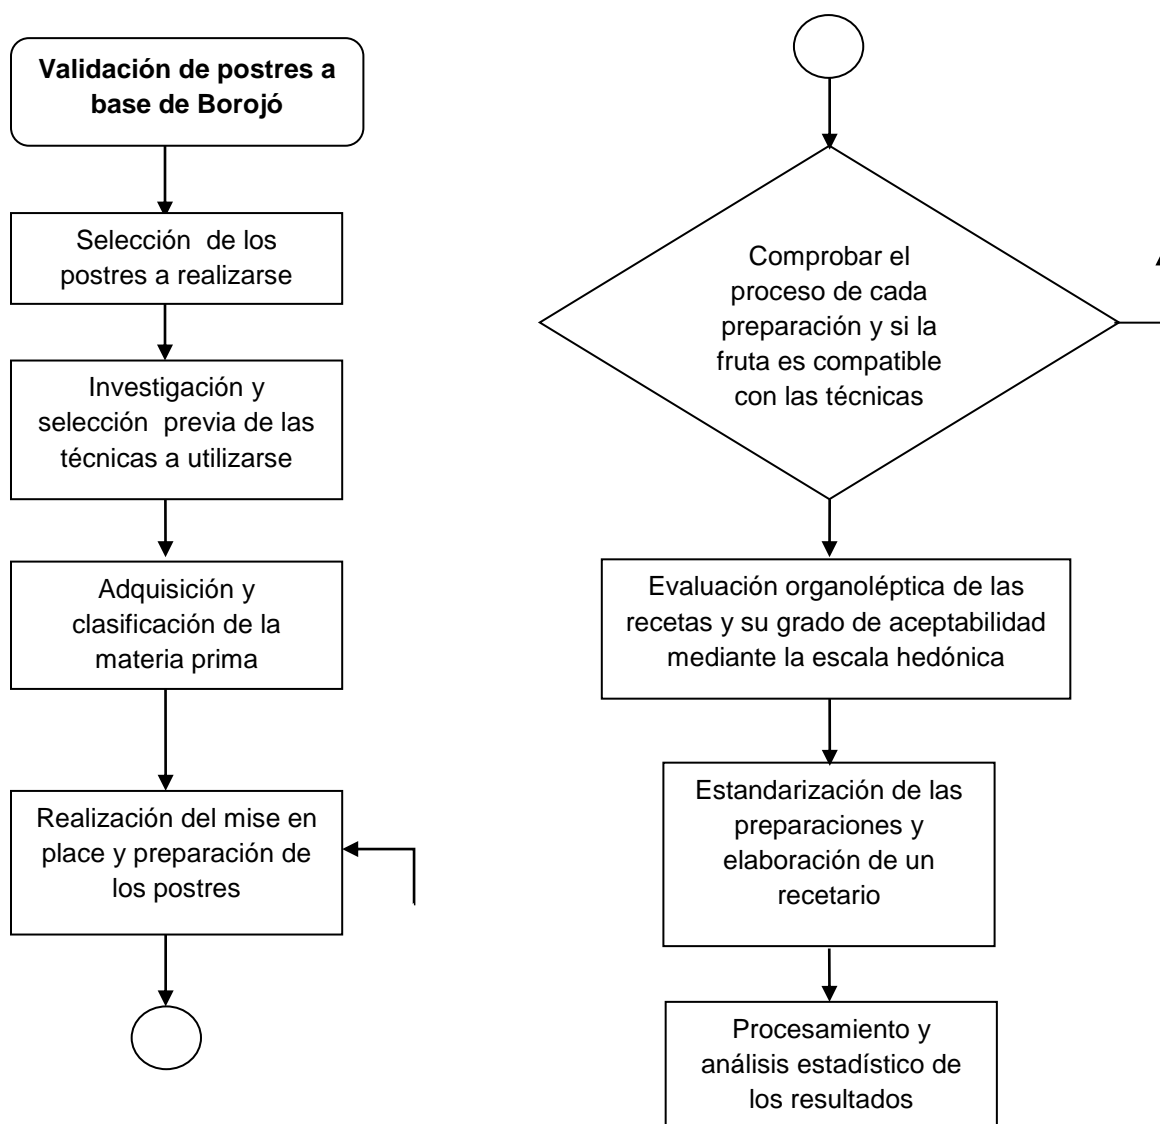 Validación de postres a
base de Borojó
Selección de los
postres a realizarse
Investigación y
selección previa de las
técnicas a utilizarse
Adquisición y
clasificación de la
materia prima
Realización del mise en
place y preparación de
los postres
Comprobar el
proceso de cada
preparación y si la
fruta es compatible
con las técnicas
Evaluación organoléptica de las
recetas y su grado de aceptabilidad
mediante la escala hedónica
Estandarización de las
preparaciones y
elaboración de un
recetario
Procesamiento y
análisis estadístico de
los resultados